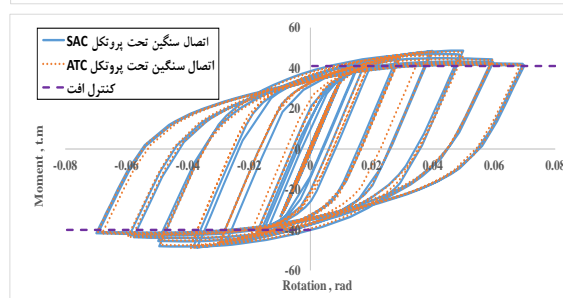 60
اتصال سنگین تحت پروتکل SAC
اتصال سنگین تحت پروتکل ATC
کنترل افت
40
20
0
-0.08 -0.06 -0.04 -0.02 0 0.02 0.04 0.06 0.08
-20
-40
-60
Moment , t.m
Rotation , rad